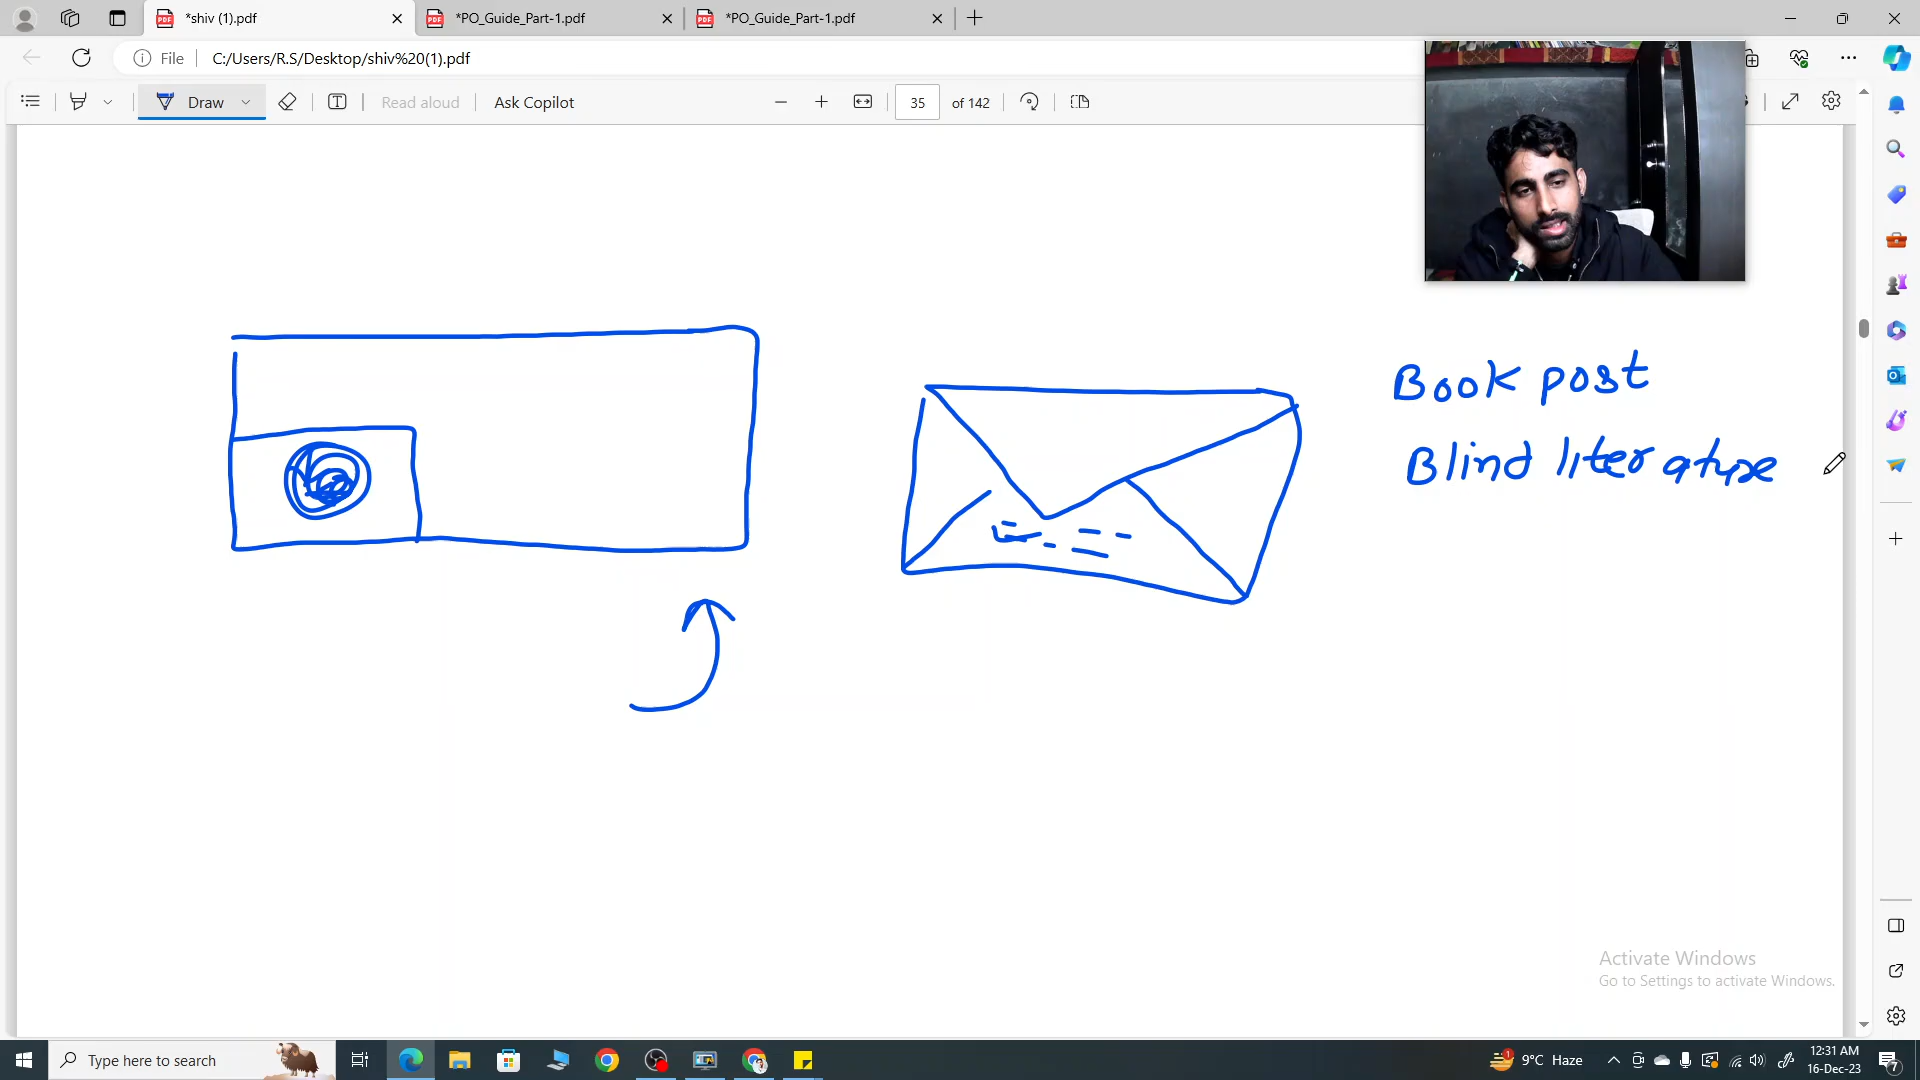 *shiv (1).pdf
*PO_Guide_Part-1.pdf
*PO_Guide_Part-1.pdf
File
C:/Users/R.S/Desktop/shiv%20(1).pdf
Draw
Read aloud
Ask Copilot
35 of 142
Book post
Blind literature
Activate Windows
Go to Settings to activate Windows.
Type here to search
1
9°C Haze
12:31 AM
16-Dec-23
7